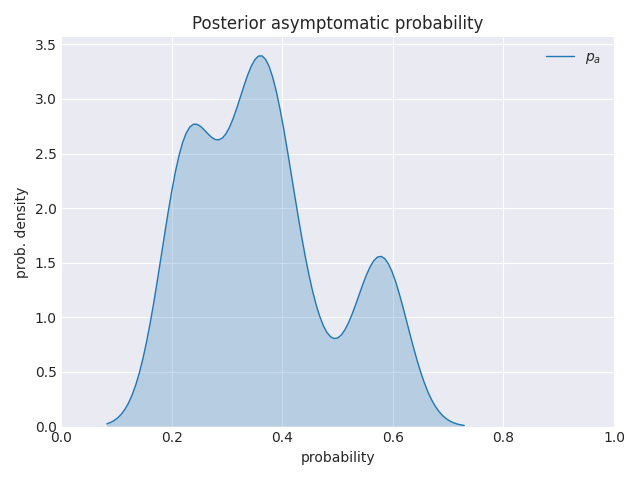 Posterior asymptomatic probability
3.5
3.0
2.5
2.0
1.5
1.0
0.5
0.0
prob. density
pₐ
0.0 0.2 0.4 0.6 0.8 1.0
probability